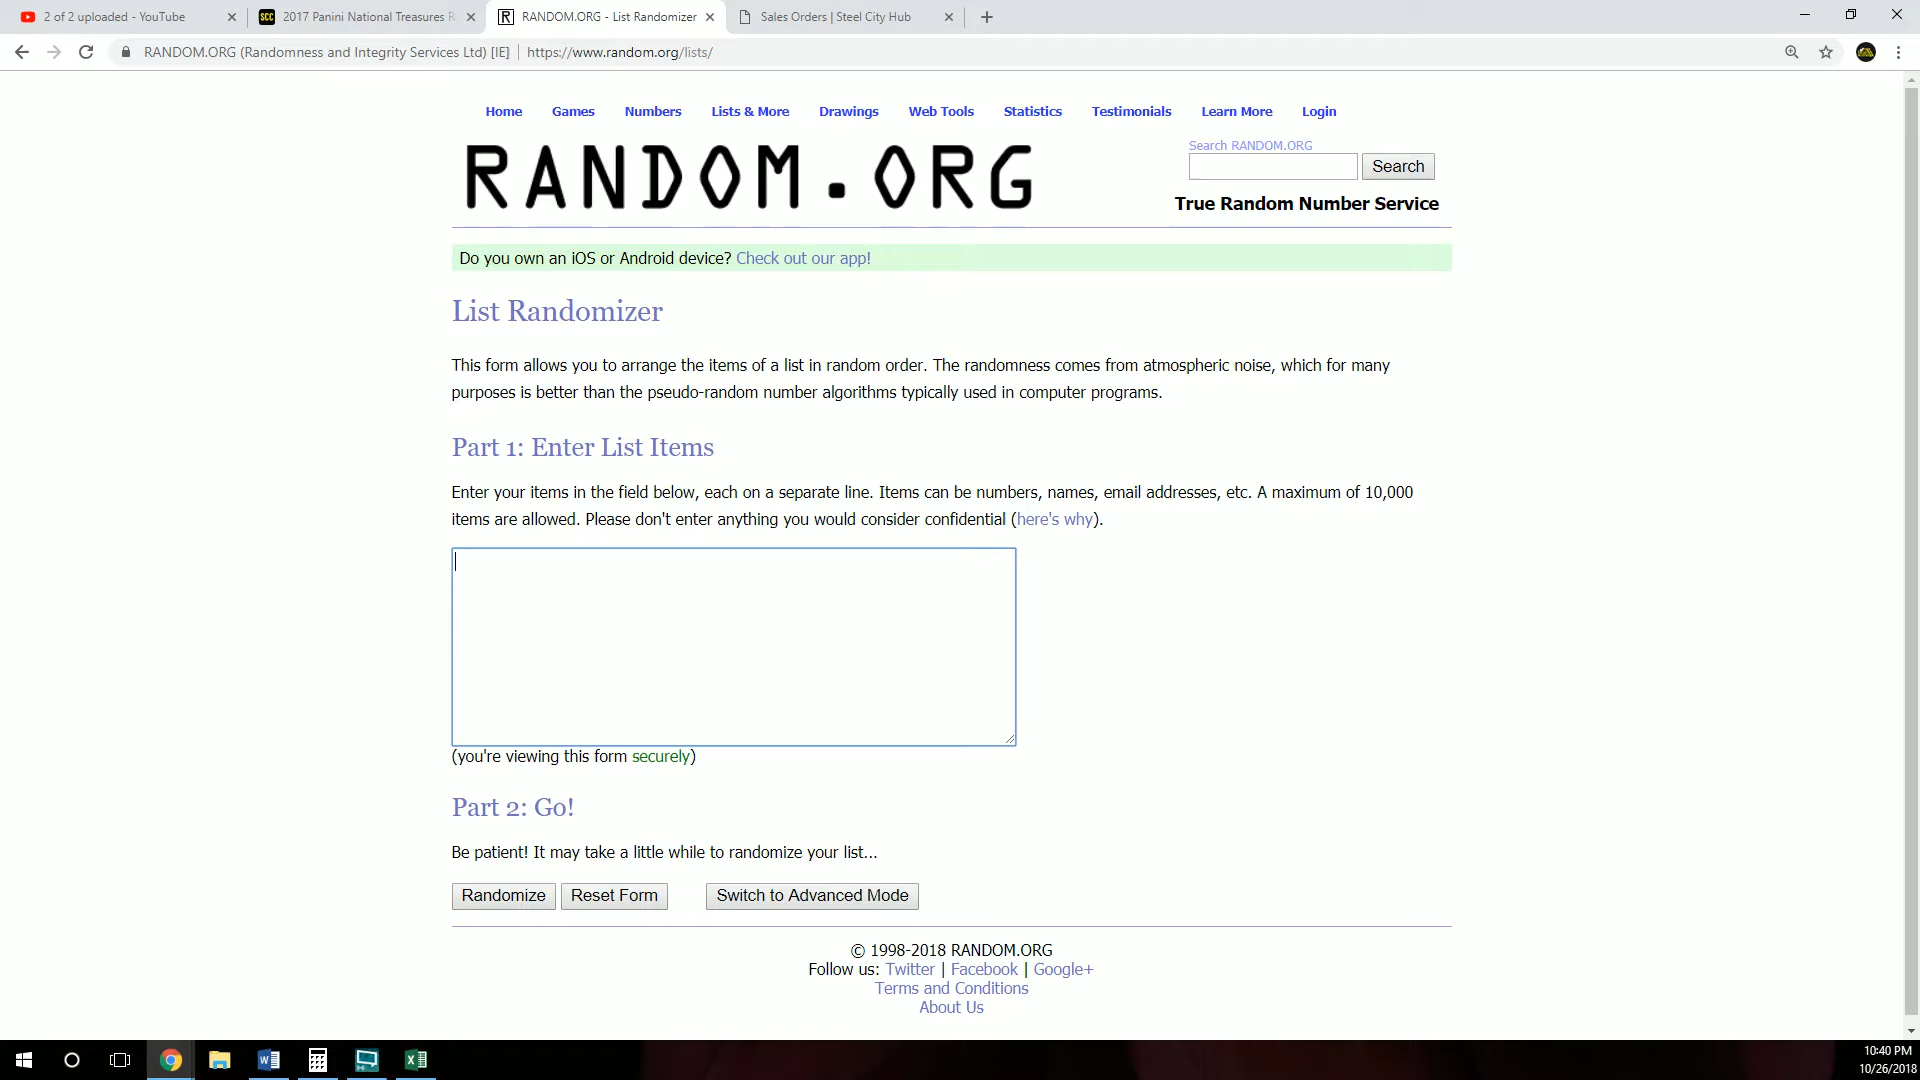 2 of 2 uploaded - YouTube
SCC 2017 Panini National Treasures R
R RANDOM.ORG - List Randomizer
Sales Orders | Steel City Hub
RANDOM.ORG (Randomness and Integrity Services Ltd) [IE] | https://www.random.org/lists/
Home Games Numbers Lists & More Drawings Web Tools Statistics Testimonials Learn More Login
RANDOM.ORG
Search RANDOM.ORG
Search
True Random Number Service
Do you own an iOS or Android device? Check out our app!
List Randomizer
This form allows you to arrange the items of a list in random order. The randomness comes from atmospheric noise, which for many
purposes is better than the pseudo-random number algorithms typically used in computer programs.
Part 1: Enter List Items
Enter your items in the field below, each on a separate line. Items can be numbers, names, email addresses, etc. A maximum of 10,000
items are allowed. Please don't enter anything you would consider confidential (here's why).
(you're viewing this form securely)
Part 2: Go!
Be patient! It may take a little while to randomize your list...
Randomize Reset Form Switch to Advanced Mode
© 1998-2018 RANDOM.ORG
Follow us: Twitter | Facebook | Google+
Terms and Conditions
About Us
10:40 PM
10/26/2018